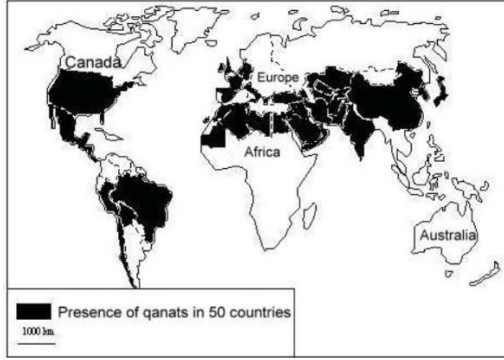 Canada
Europe
Africa
Australia
Presence of qanats in 50 countries
1000 km